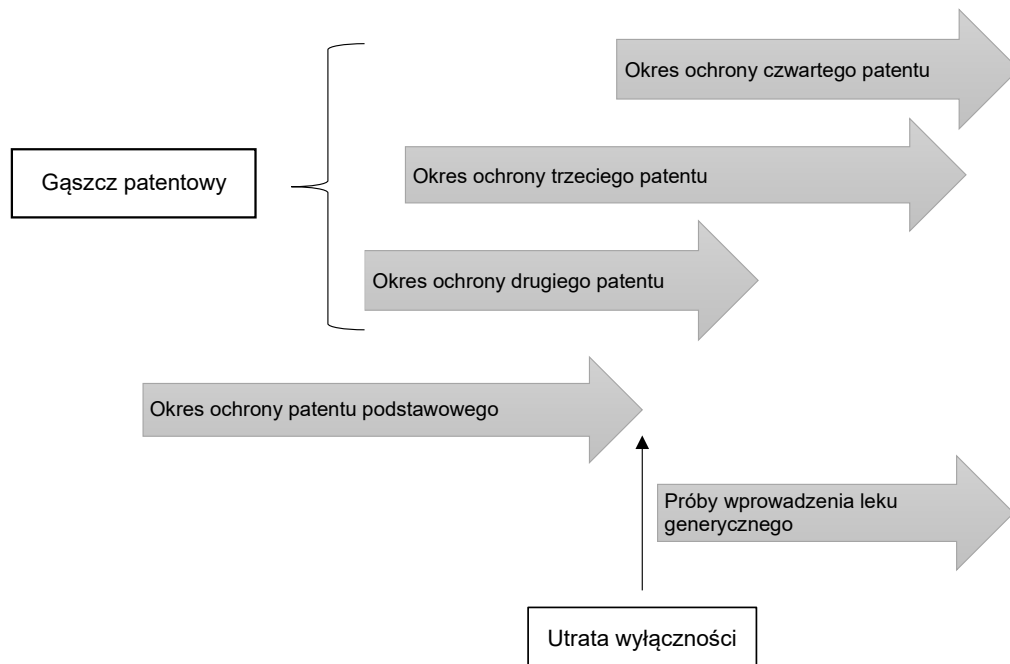 Okres ochrony czwartego patentu
Gąszcz patentowy
Okres ochrony trzeciego patentu
Okres ochrony drugiego patentu
Okres ochrony patentu podstawowego
Próby wprowadzenia leku
generycznego
Utrata wyłączności